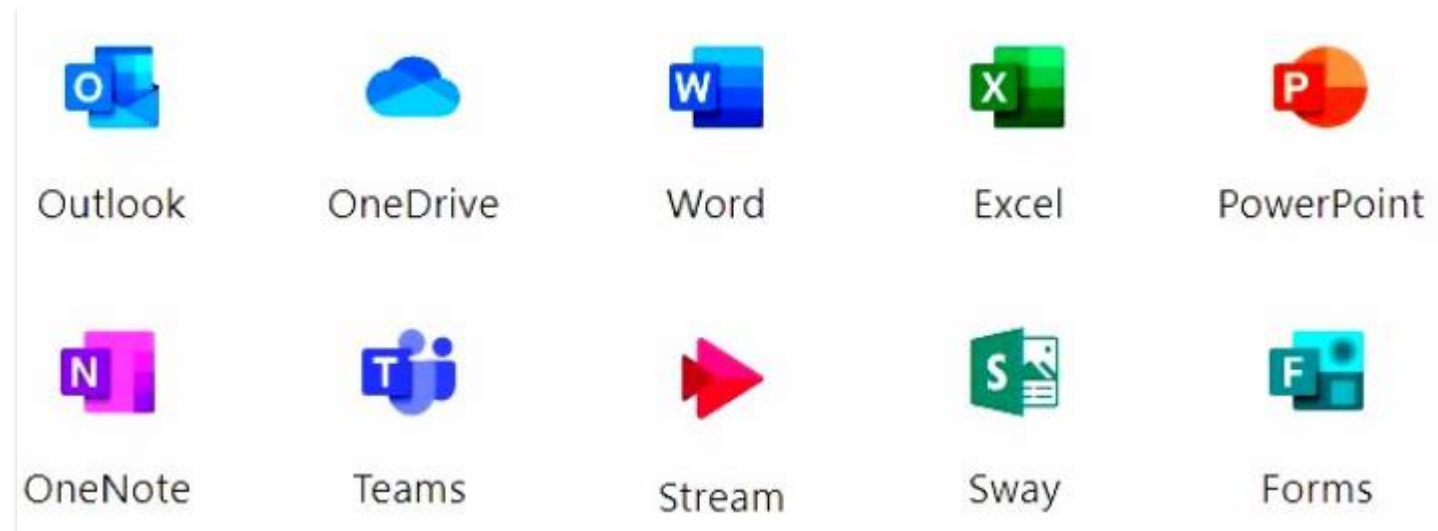 O W X P
Outlook OneDrive Word Excel PowerPoint
N T S F
OneNote Teams Stream Sway Forms